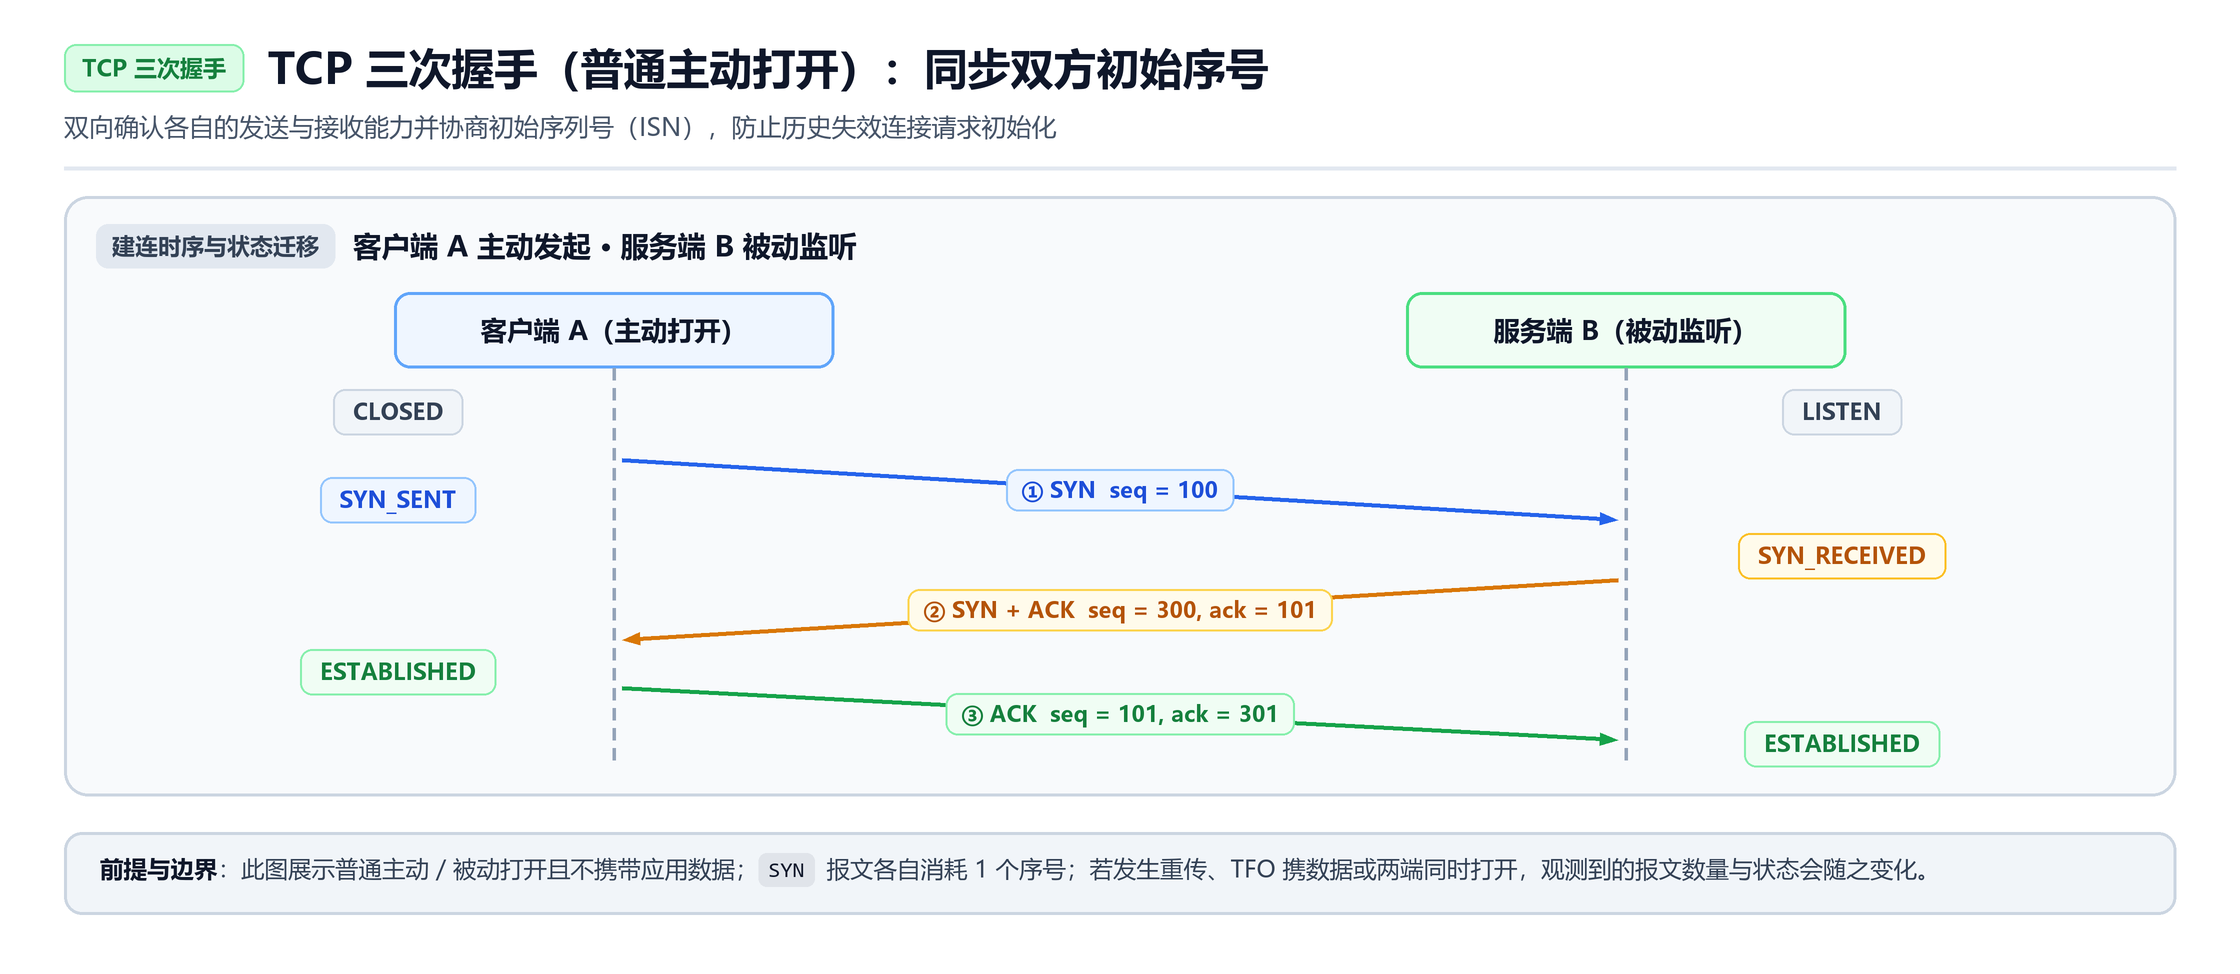 TCP 三次握手
TCP 三次握手（普通主动打开）：同步双方初始序号
双向确认各自的发送与接收能力并协商初始序列号（ISN），防止历史失效连接请求初始化
建连时序与状态迁移
客户端 A 主动发起 • 服务端 B 被动监听
客户端 A（主动打开）
服务端 B（被动监听）
CLOSED
LISTEN
① SYN seq = 100
SYN_SENT
SYN_RECEIVED
② SYN + ACK seq = 300, ack = 101
ESTABLISHED
③ ACK seq = 101, ack = 301
ESTABLISHED
前提与边界：此图展示普通主动 / 被动打开且不携带应用数据； SYN 报文各自消耗 1 个序号；若发生重传、TFO 携数据或两端同时打开，观测到的报文数量与状态会随之变化。